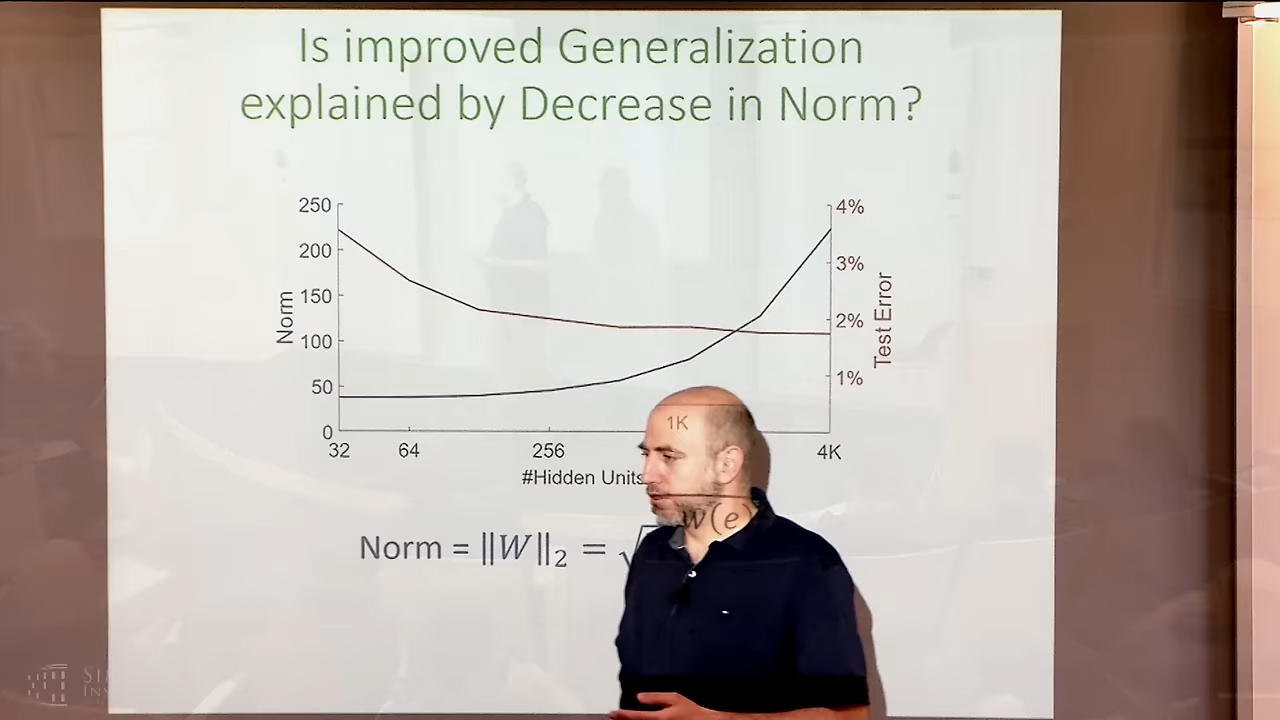 Is improved Generalization
explained by Decrease in Norm?
250
200
150
100
50
0
Norm
4%
3%
2%
1%
Test Error
32
64
256
1K
4K
#Hidden Units
Norm = ‖W‖₂ = √
W(e)